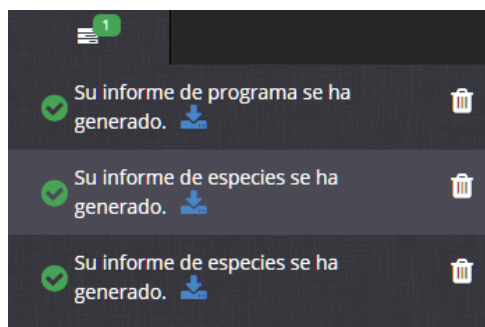 1
Su informe de programa se ha
generado.
Su informe de especies se ha
generado.
Su informe de especies se ha
generado.